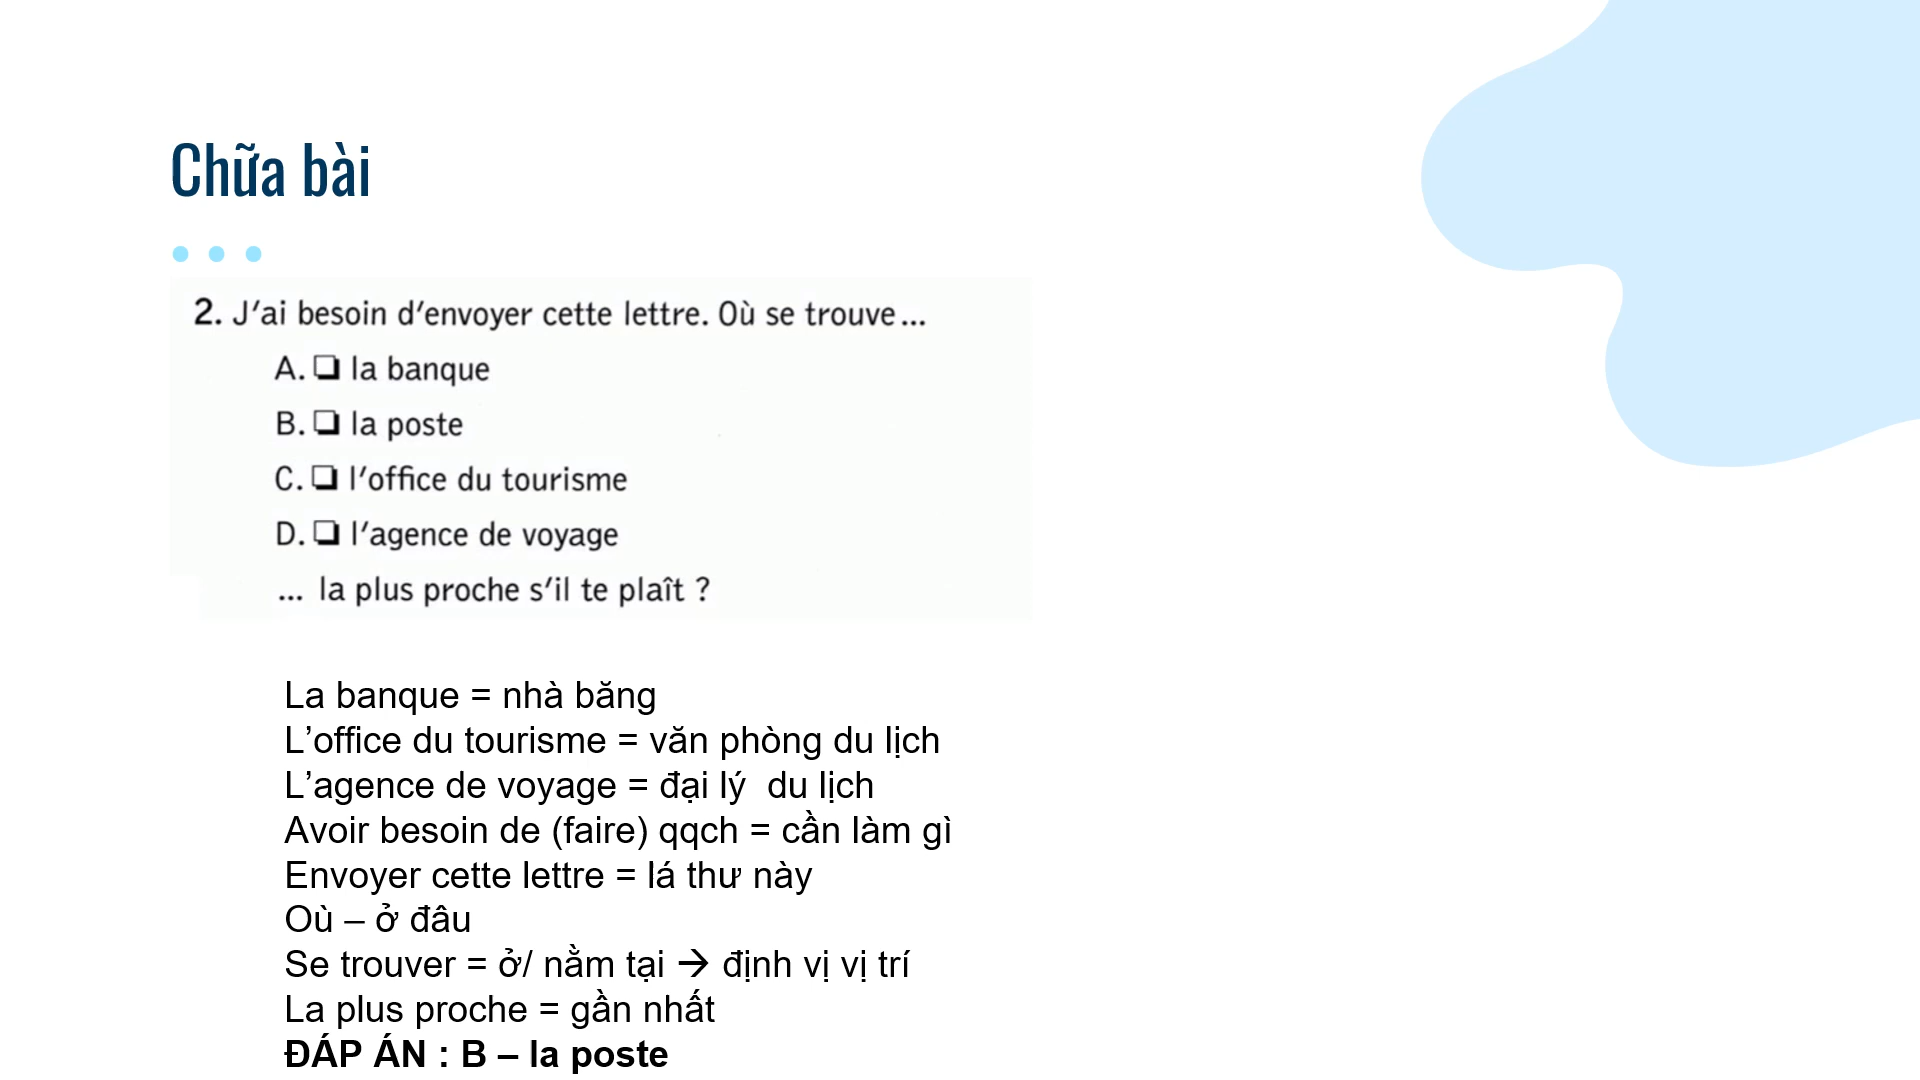 Chữa bài
2. J'ai besoin d'envoyer cette lettre. Où se trouve...
A. ❏ la banque
B. ❏ la poste
C. ❏ l'office du tourisme
D. ❏ l'agence de voyage
... la plus proche s'il te plaît ?
La banque = nhà băng
L’office du tourisme = văn phòng du lịch
L’agence de voyage = đại lý  du lịch
Avoir besoin de (faire) qqch = cần làm gì
Envoyer cette lettre = lá thư này
Où – ở đâu
Se trouver = ở/ nằm tại → định vị vị trí
La plus proche = gần nhất
ĐÁP ÁN : B – la poste